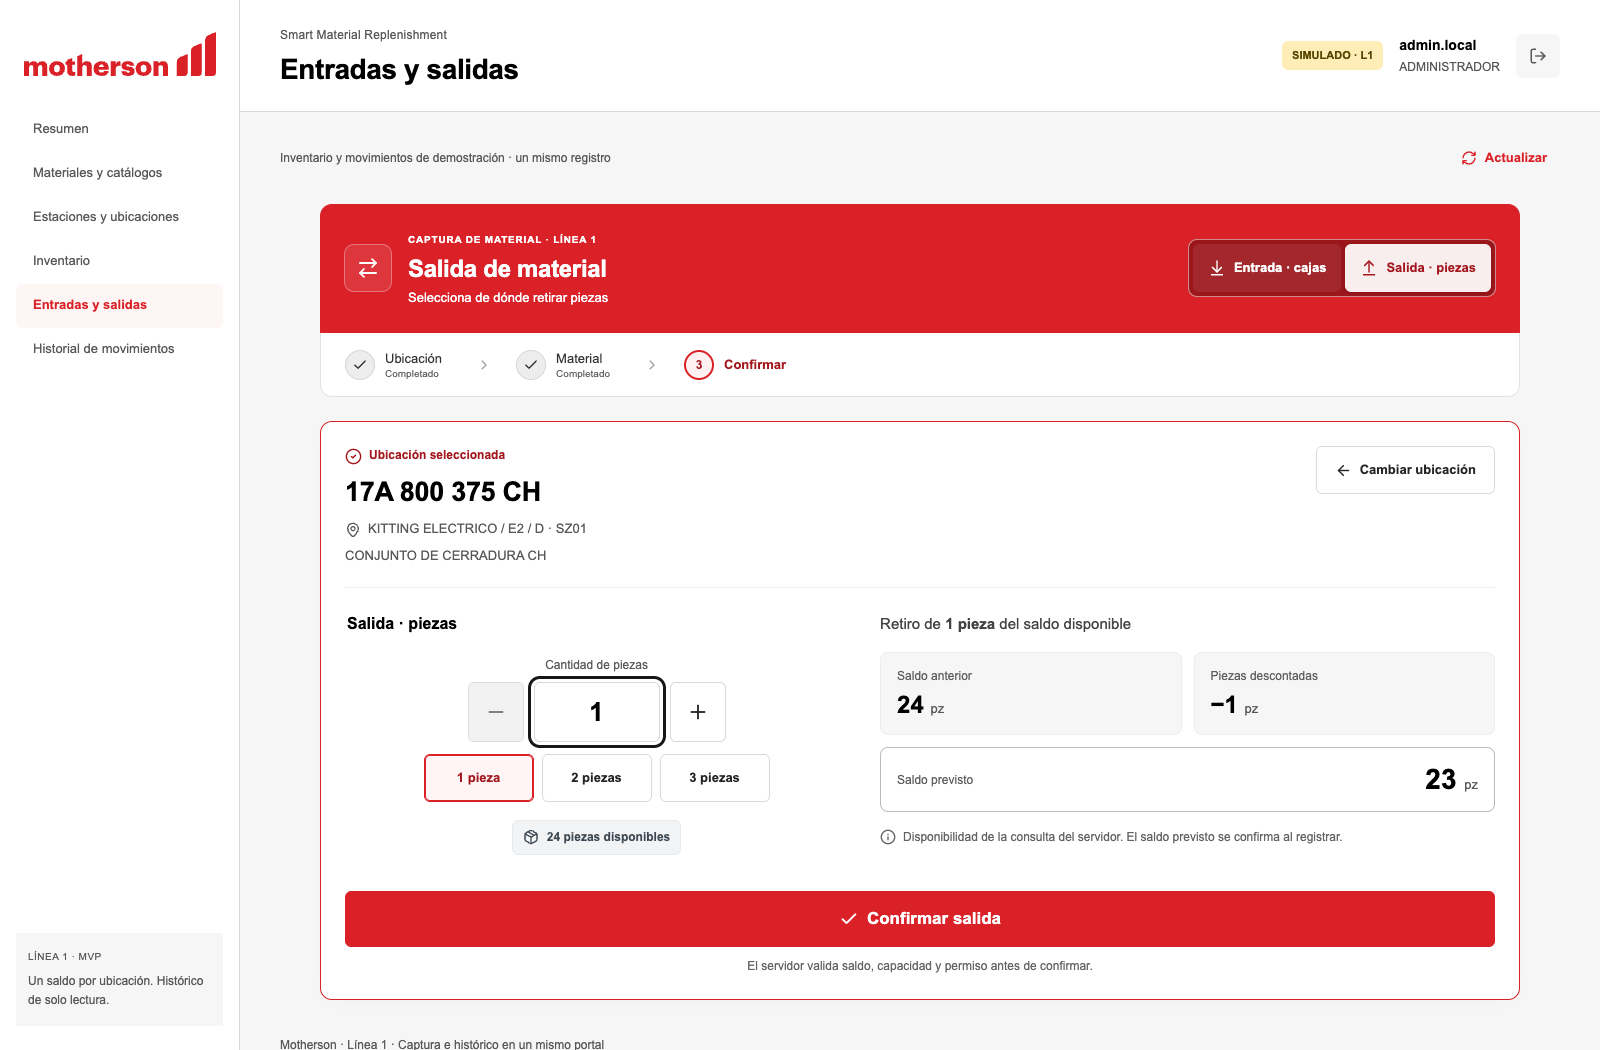 motherson
Smart Material Replenishment
Entradas y salidas
SIMULADO · L1
admin.local
ADMINISTRADOR
Resumen
Materiales y catálogos
Estaciones y ubicaciones
Inventario
Entradas y salidas
Historial de movimientos
LÍNEA 1 · MVP
Un saldo por ubicación. Histórico
de solo lectura.
Inventario y movimientos de demostración · un mismo registro
Actualizar
CAPTURA DE MATERIAL · LÍNEA 1
Salida de material
Selecciona de dónde retirar piezas
Entrada · cajas
Salida · piezas
Ubicación
Completado
Material
Completado
3
Confirmar
Ubicación seleccionada
17A 800 375 CH
KITTING ELECTRICO / E2 / D · SZ01
CONJUNTO DE CERRADURA CH
Cambiar ubicación
Salida · piezas
Cantidad de piezas
1
1 pieza
2 piezas
3 piezas
24 piezas disponibles
Retiro de 1 pieza del saldo disponible
Saldo anterior
24 pz
Piezas descontadas
−1 pz
Saldo previsto
23 pz
Disponibilidad de la consulta del servidor. El saldo previsto se confirma al registrar.
Confirmar salida
El servidor valida saldo, capacidad y permiso antes de confirmar.
Motherson · Línea 1 · Captura e histórico en un mismo portal